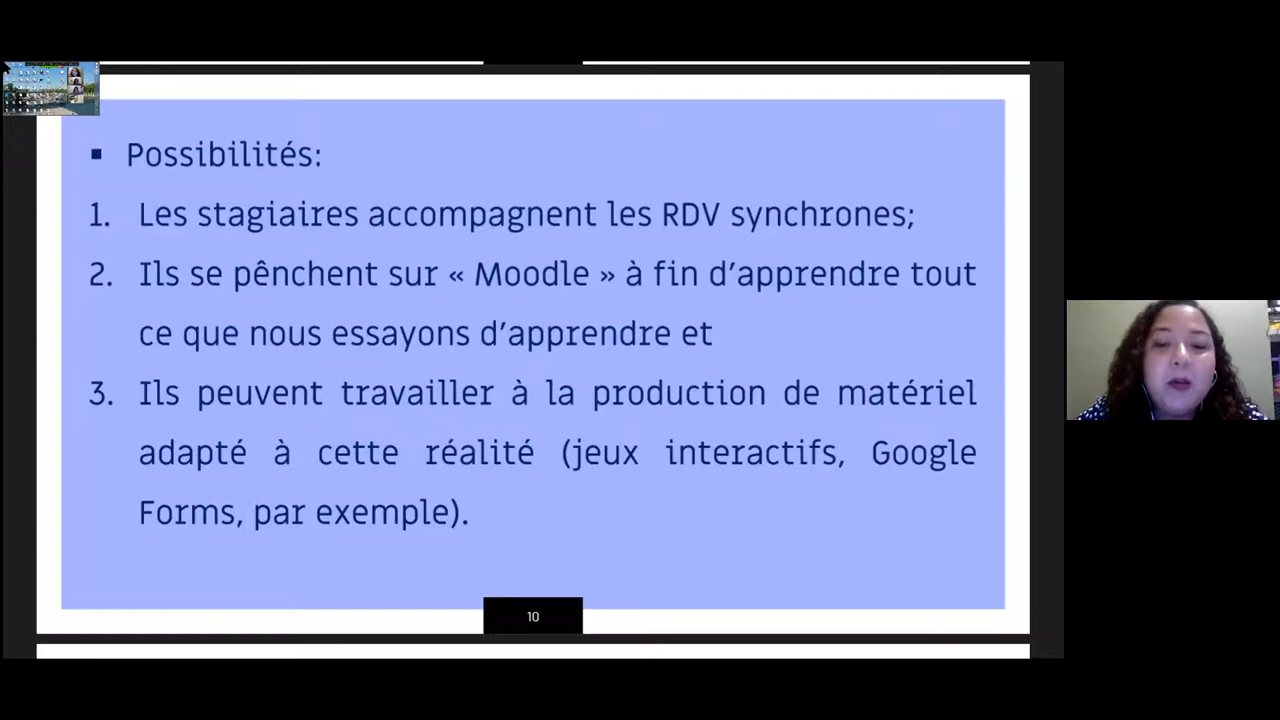 ▪ Possibilités:
1. Les stagiaires accompagnent les RDV synchrones;
2. Ils se pênchent sur « Moodle » à fin d'apprendre tout
ce que nous essayons d'apprendre et
3. Ils peuvent travailler à la production de matériel
adapté à cette réalité (jeux interactifs, Google
Forms, par exemple).
10